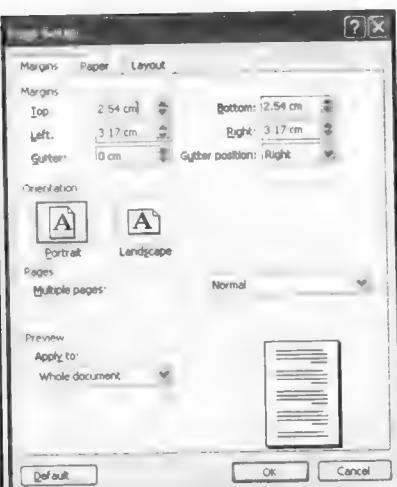 Page Setup
Margins Paper Layout
Margins
Top: 2.54 cm Bottom: 2.54 cm
Left: 3.17 cm Right: 3.17 cm
Gutter: 0 cm Gutter position: Right
Orientation
A A
Portrait Landscape
Pages
Multiple pages: Normal
Preview
Apply to:
Whole document
Default OK Cancel